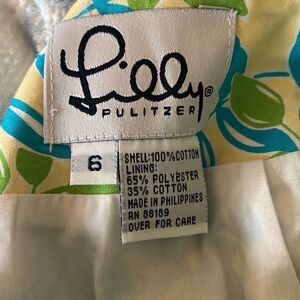 Lilly®
PULITZER
6
SHELL:100%COTTON
LINING:
65% POLYESTER
35% COTTON
MADE IN PHILIPPINES
RN 88189
OVER FOR CARE